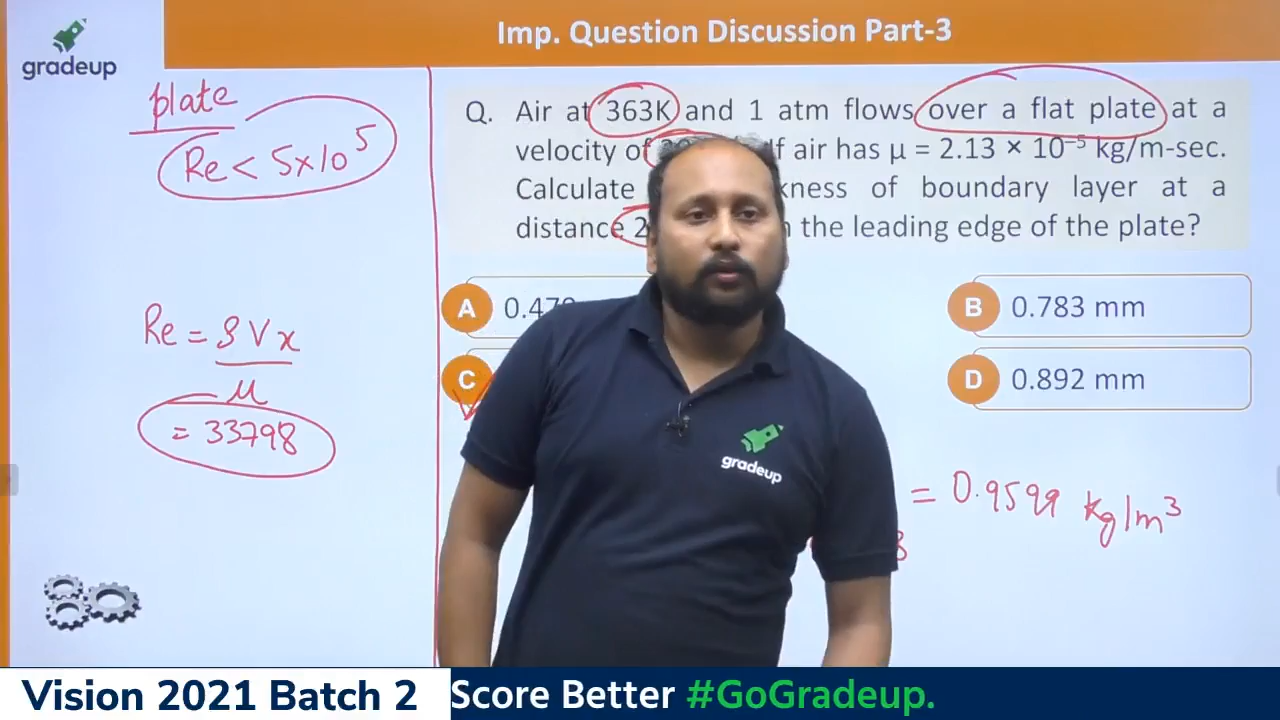 Imp. Question Discussion Part-3
gradeup
plate
Re < 5x10^5
Q. Air at 363K and 1 atm flows over a flat plate at a
velocity of If air has μ = 2.13 × 10⁻⁵ kg/m-sec.
Calculate of boundary layer at a
distance 2 the leading edge of the plate?
A
B 0.783 mm
C
D 0.892 mm
Re = ρ V x
μ
= 33798
= 0.9599 kg/m³
gradeup
Vision 2021 Batch 2 Score Better #GoGradeup.